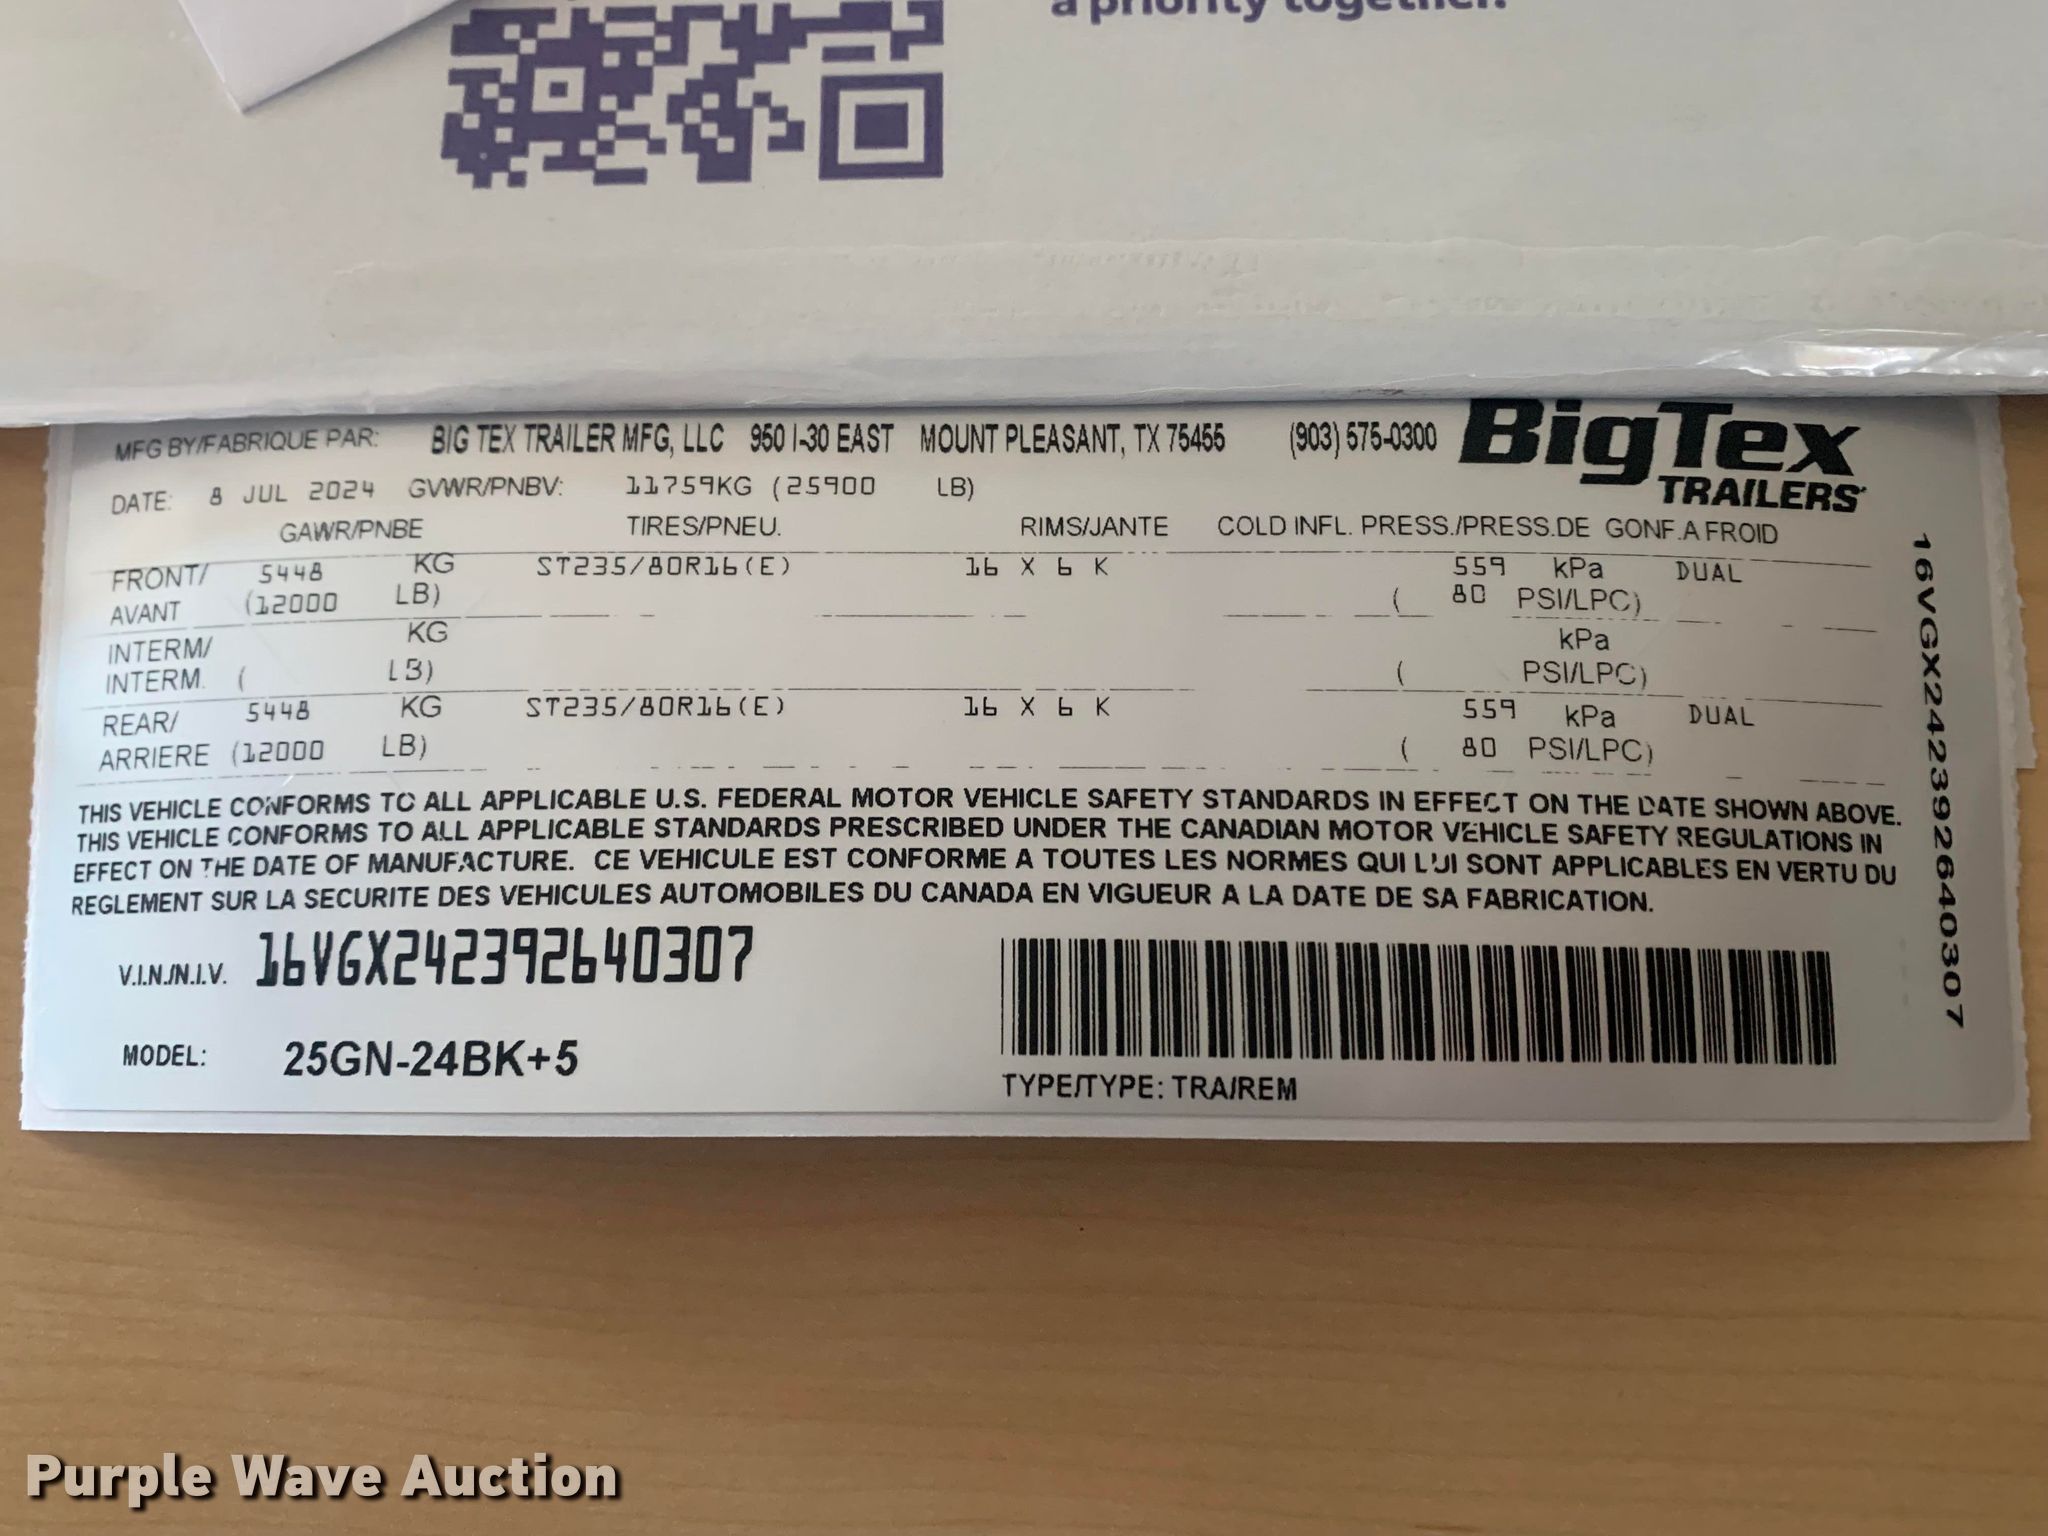 a priority together.
MFG BY/FABRIQUE PAR: BIG TEX TRAILER MFG, LLC 950 I-30 EAST MOUNT PLEASANT, TX 75455 (903) 575-0300
BigTex
TRAILERS
DATE: 8 JUL 2024 GVWR/PNBV: 11759KG (25900 LB)
GAWR/PNBE TIRES/PNEU. RIMS/JANTE COLD INFL. PRESS./PRESS.DE GONF.A FROID
FRONT/ 5448 KG ST235/80R16(E) 16 X 6 K 559 kPa DUAL
AVANT (12000 LB) ( 80 PSI/LPC)
INTERM/ KG kPa
INTERM. ( LB) ( PSI/LPC)
REAR/ 5448 KG ST235/80R16(E) 16 X 6 K 559 kPa DUAL
ARRIERE (12000 LB) ( 80 PSI/LPC)
THIS VEHICLE CONFORMS TO ALL APPLICABLE U.S. FEDERAL MOTOR VEHICLE SAFETY STANDARDS IN EFFECT ON THE DATE SHOWN ABOVE.
THIS VEHICLE CONFORMS TO ALL APPLICABLE STANDARDS PRESCRIBED UNDER THE CANADIAN MOTOR VEHICLE SAFETY REGULATIONS IN
EFFECT ON THE DATE OF MANUFACTURE. CE VEHICULE EST CONFORME A TOUTES LES NORMES QUI LUI SONT APPLICABLES EN VERTU DU
REGLEMENT SUR LA SECURITE DES VEHICULES AUTOMOBILES DU CANADA EN VIGUEUR A LA DATE DE SA FABRICATION.
V.I.N./N.I.V. 16VGX242392640307
MODEL: 25GN-24BK+5
TYPE/TYPE: TRA/REM
16VGX242392640307
Purple Wave Auction